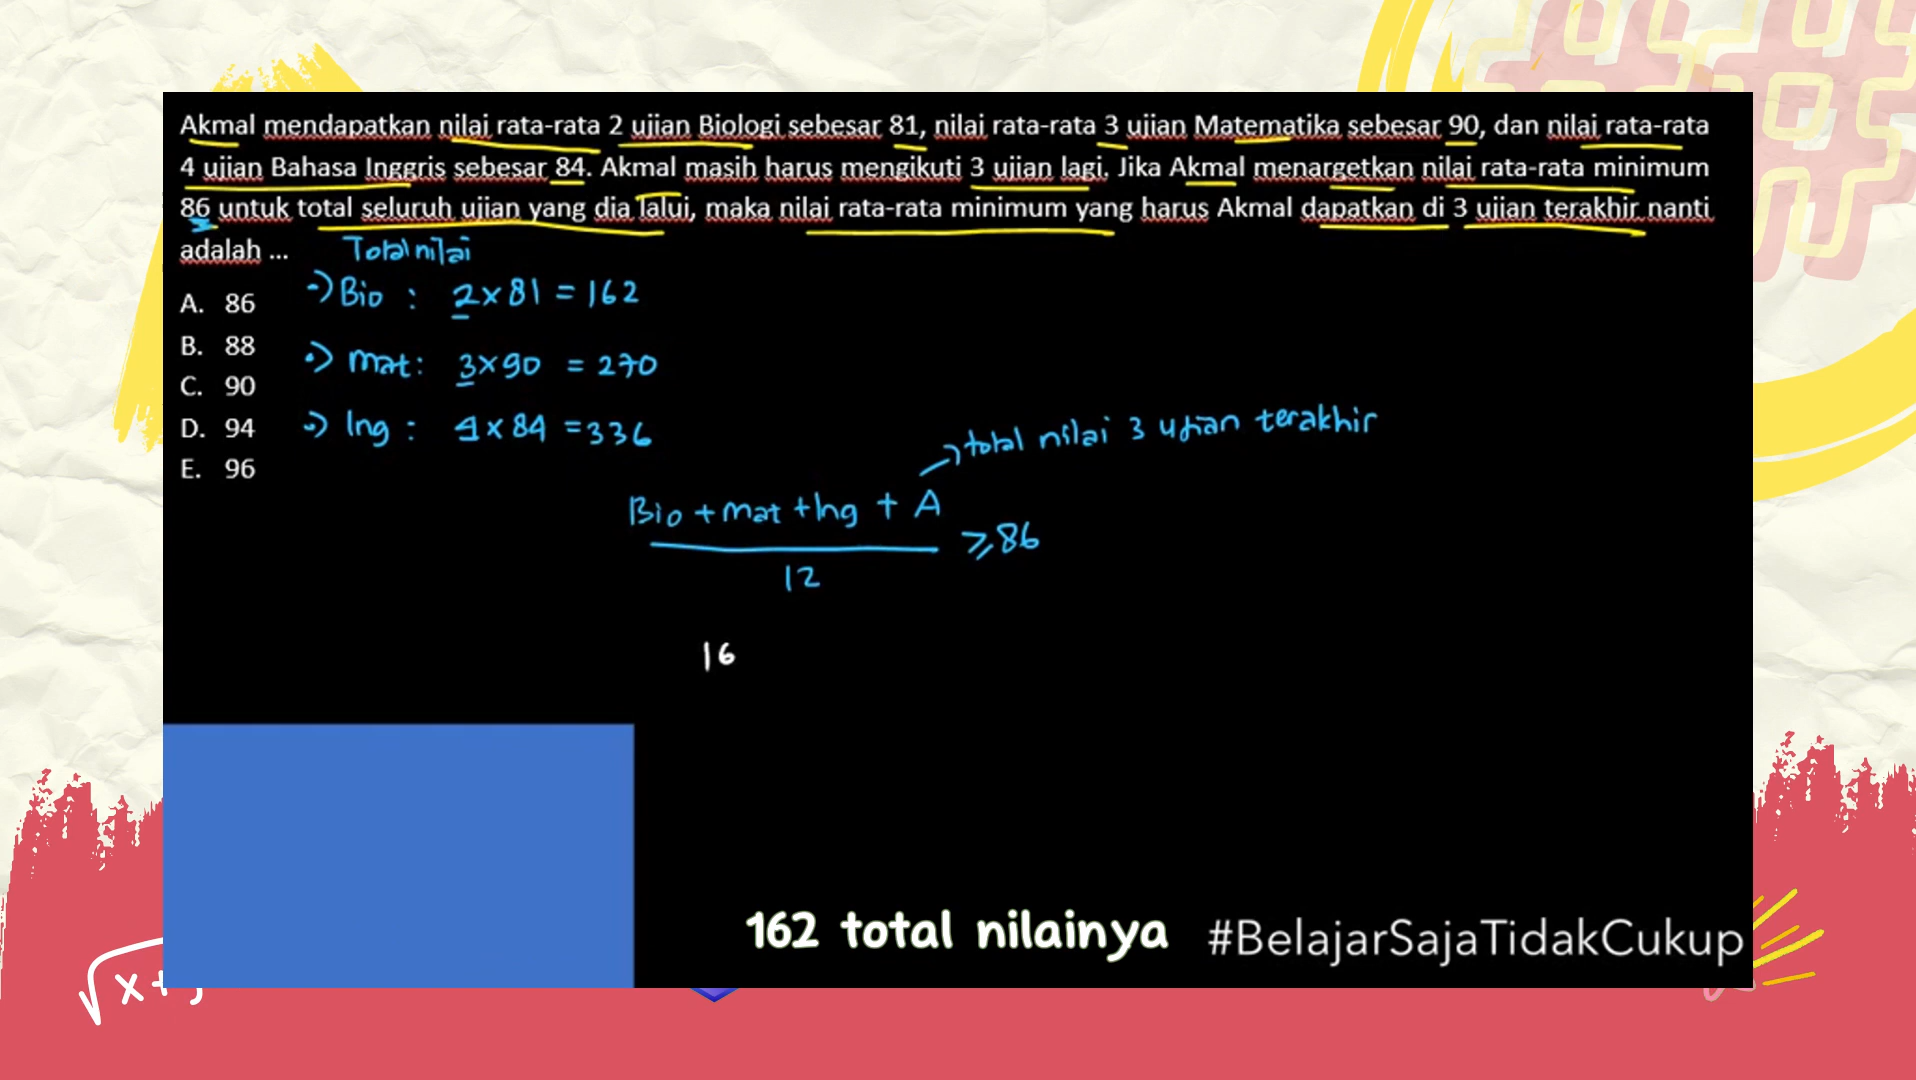 Akmal mendapatkan nilai rata-rata 2 ujian Biologi sebesar 81, nilai rata-rata 3 ujian Matematika sebesar 90, dan nilai rata-rata
4 ujian Bahasa Inggris sebesar 84. Akmal masih harus mengikuti 3 ujian lagi. Jika Akmal menargetkan nilai rata-rata minimum
86 untuk total seluruh ujian yang dia lalui, maka nilai rata-rata minimum yang harus Akmal dapatkan di 3 ujian terakhir nanti
adalah ...
Total nilai
A. 86
B. 88
C. 90
D. 94
E. 96
Bio : 2 x 81 = 162
mat : 3 x 90 = 270
Ing : 4 x 84 = 336
total nilai 3 ujian terakhir
Bio + mat + Ing + A
≥ 86
12
16
162 total nilainya
#BelajarSajaTidakCukup
√x+